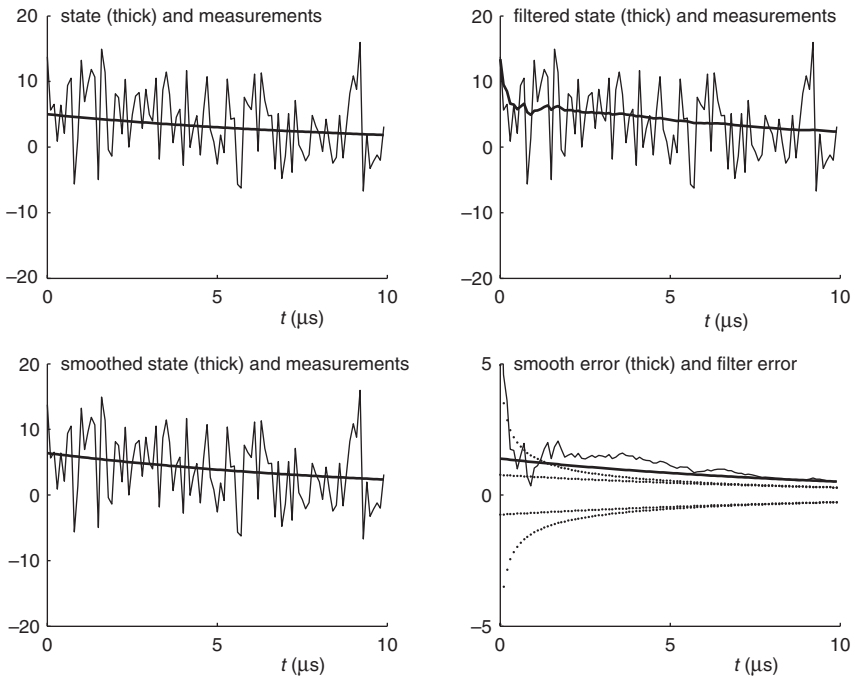 state (thick) and measurements
20
10
0
−10
−20
0 5 10
t (μs)
filtered state (thick) and measurements
20
10
0
−10
−20
0 5 10
t (μs)
smoothed state (thick) and measurements
20
10
0
−10
−20
0 5 10
t (μs)
smooth error (thick) and filter error
5
0
−5
0 5 10
t (μs)